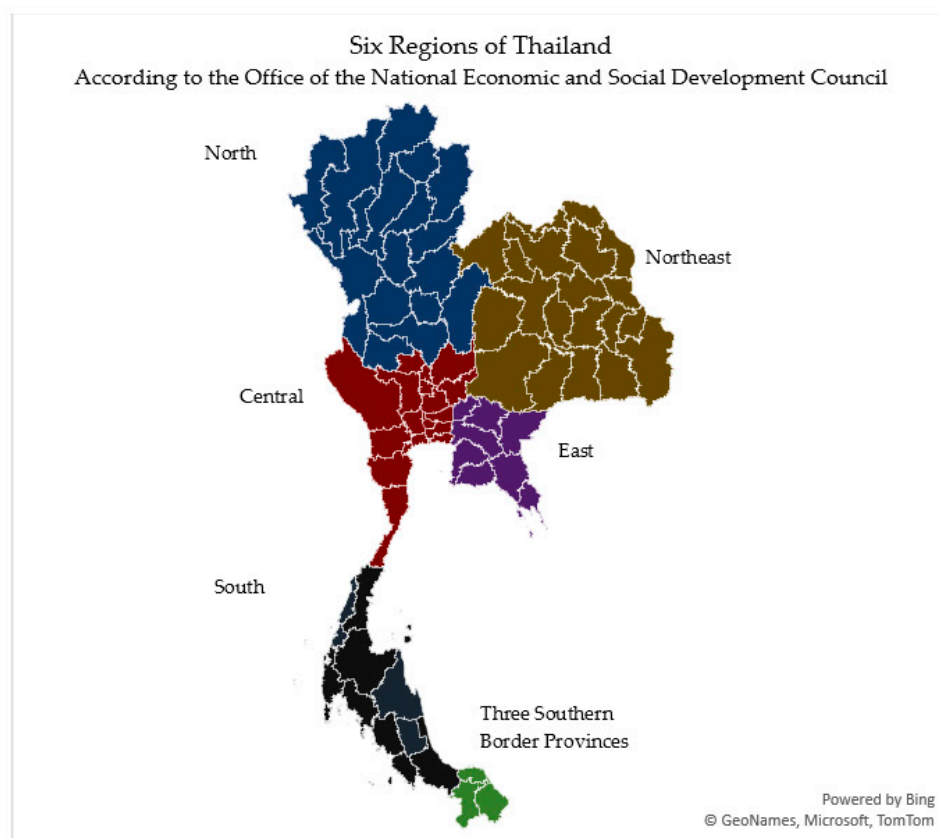 Six Regions of Thailand
According to the Office of the National Economic and Social Development Council
North
Northeast
Central
East
South
Three Southern
Border Provinces
Powered by Bing
© GeoNames, Microsoft, TomTom